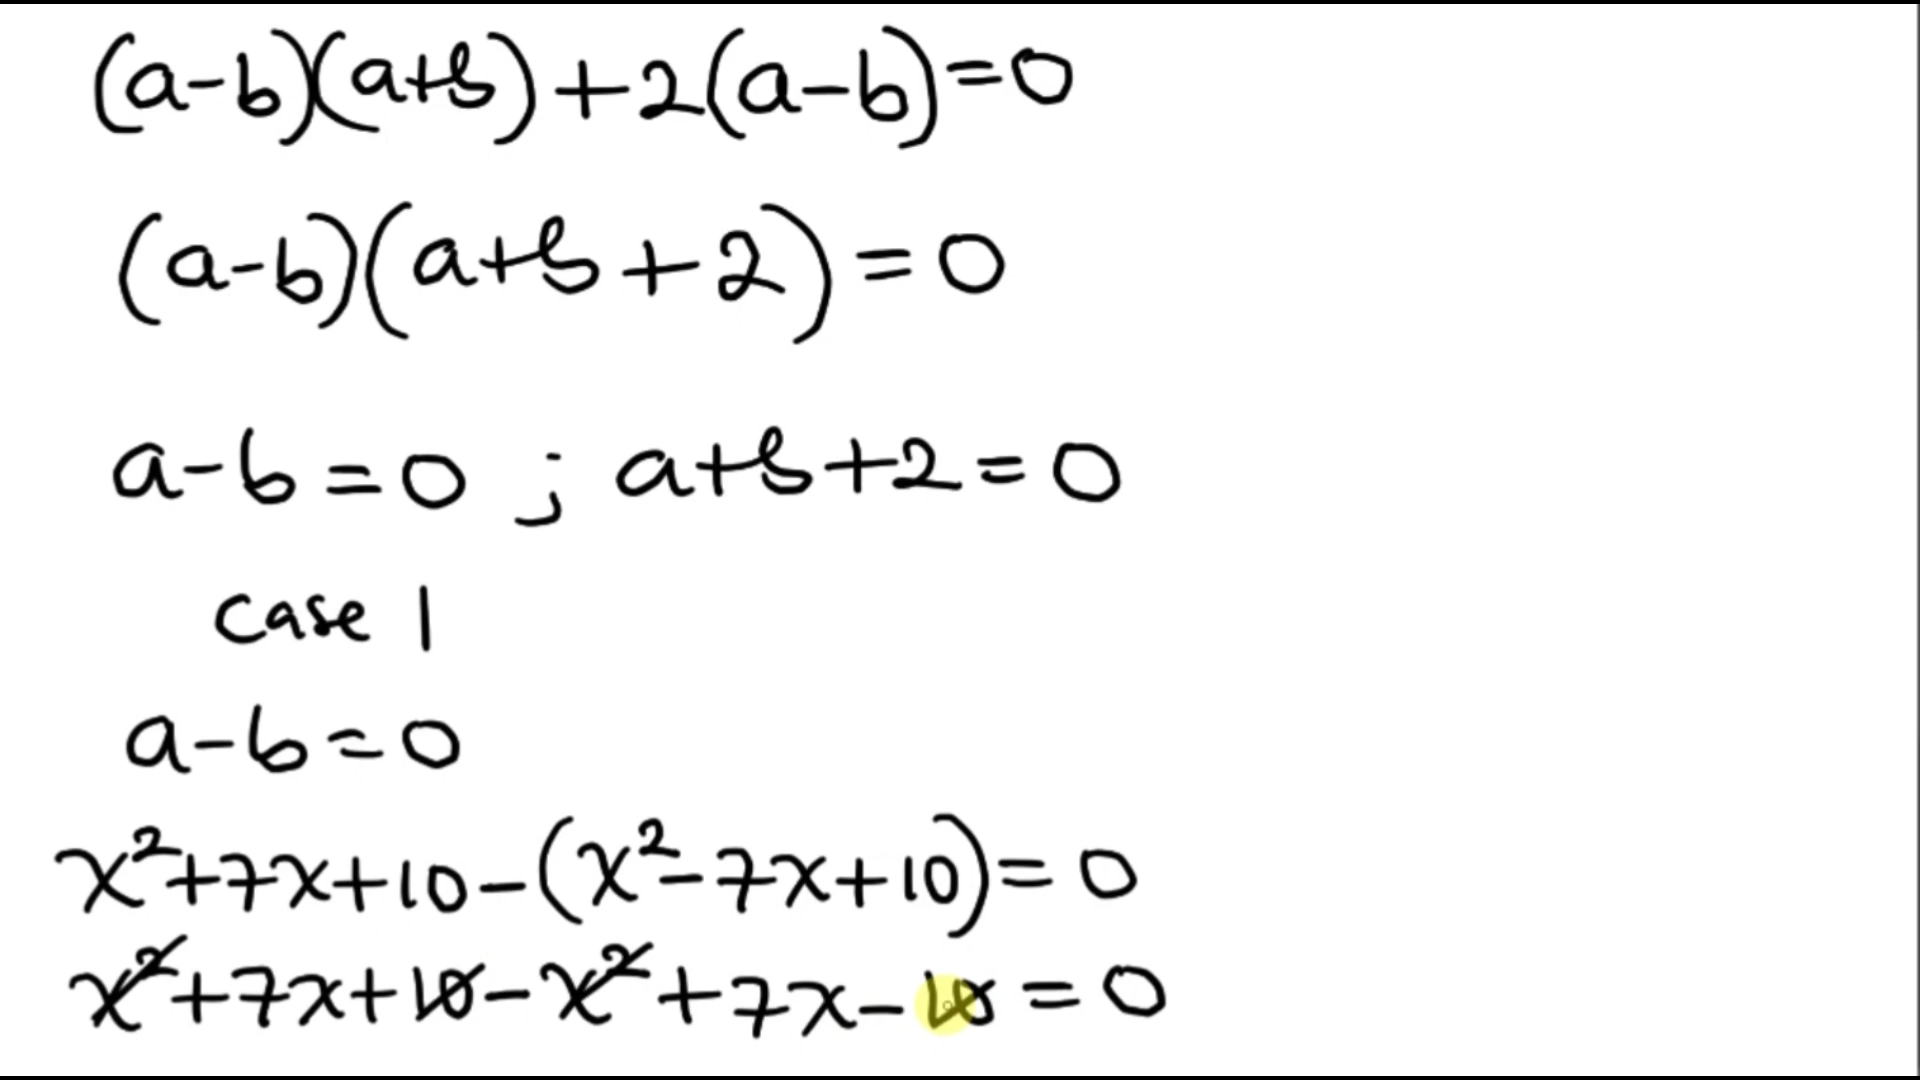 (a-b)(a+b)+2(a-b)=0
(a-b)(a+b+2)=0
a-b=0 ; a+b+2=0
case 1
a-b=0
x²+7x+10-(x²-7x+10)=0
x²+7x+10-x²+7x-10=0